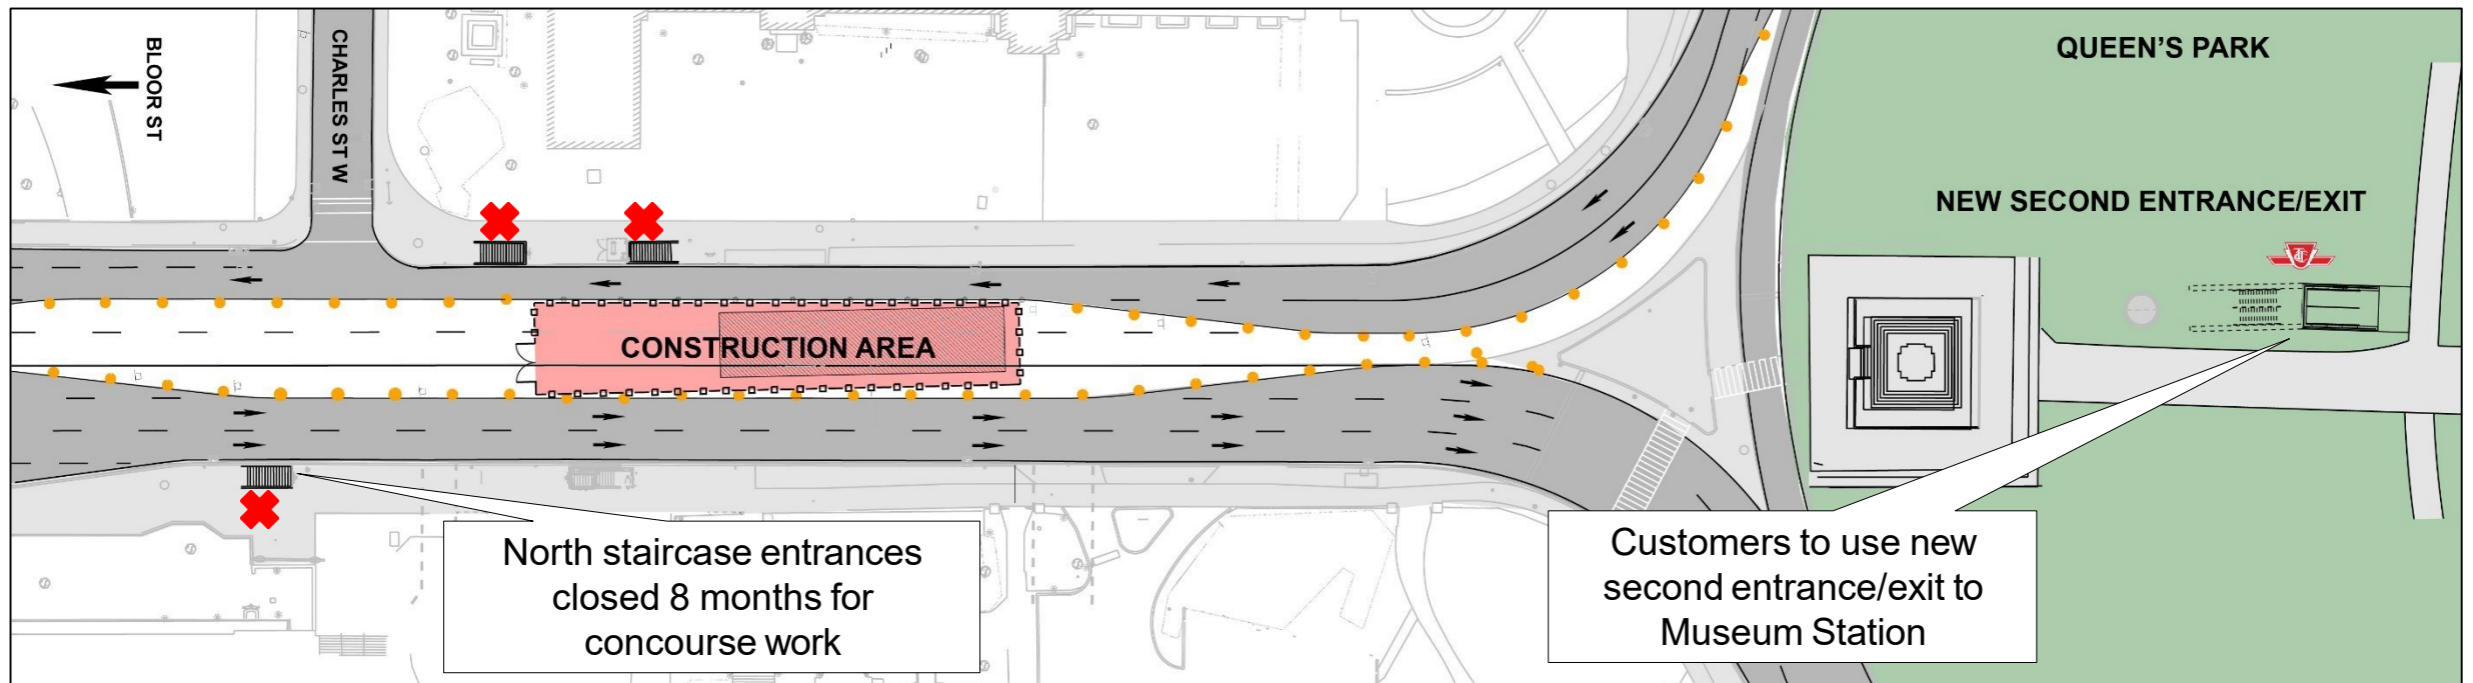 BLOOR ST
CHARLES ST W
QUEEN'S PARK
NEW SECOND ENTRANCE/EXIT
CONSTRUCTION AREA
North staircase entrances
closed 8 months for
concourse work
Customers to use new
second entrance/exit to
Museum Station